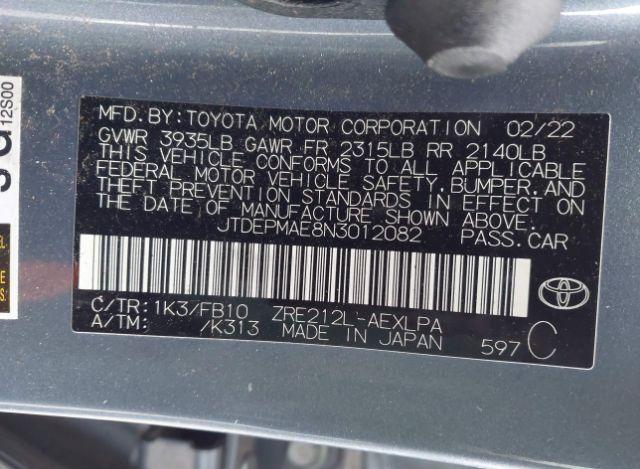 MFD.BY:TOYOTA MOTOR CORPORATION 02/22
GVWR 3935LB GAWR FR 2315LB RR 2140LB
THIS VEHICLE CONFORMS TO ALL APPLICABLE
FEDERAL MOTOR VEHICLE SAFETY,BUMPER,AND
THEFT PREVENTION STANDARDS IN EFFECT ON
THE DATE OF MANUFACTURE SHOWN ABOVE.
JTDEPMAE8N3012082 PASS.CAR
C/TR:1K3/FB10 ZRE212L-AEXLPA
A/TM: /K313 MADE IN JAPAN 597 C
12S00